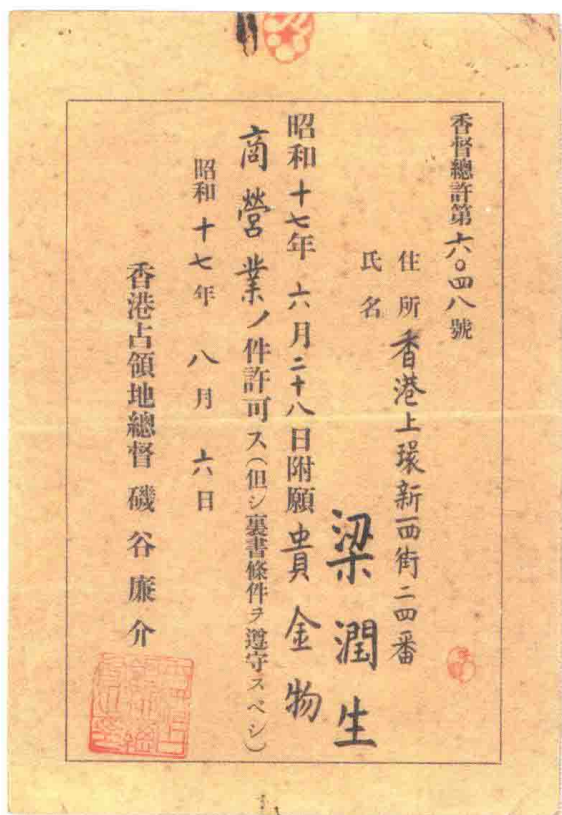 香督總許第六〇四八號
住所 香港上環新西街二四番
氏名 梁潤生
昭和十七年六月二十八日附願貴金物
商營業ノ件許可ス(但シ裏書條件ヲ遵守スベシ)
昭和十七年八月六日
香港占領地總督 磯谷廉介